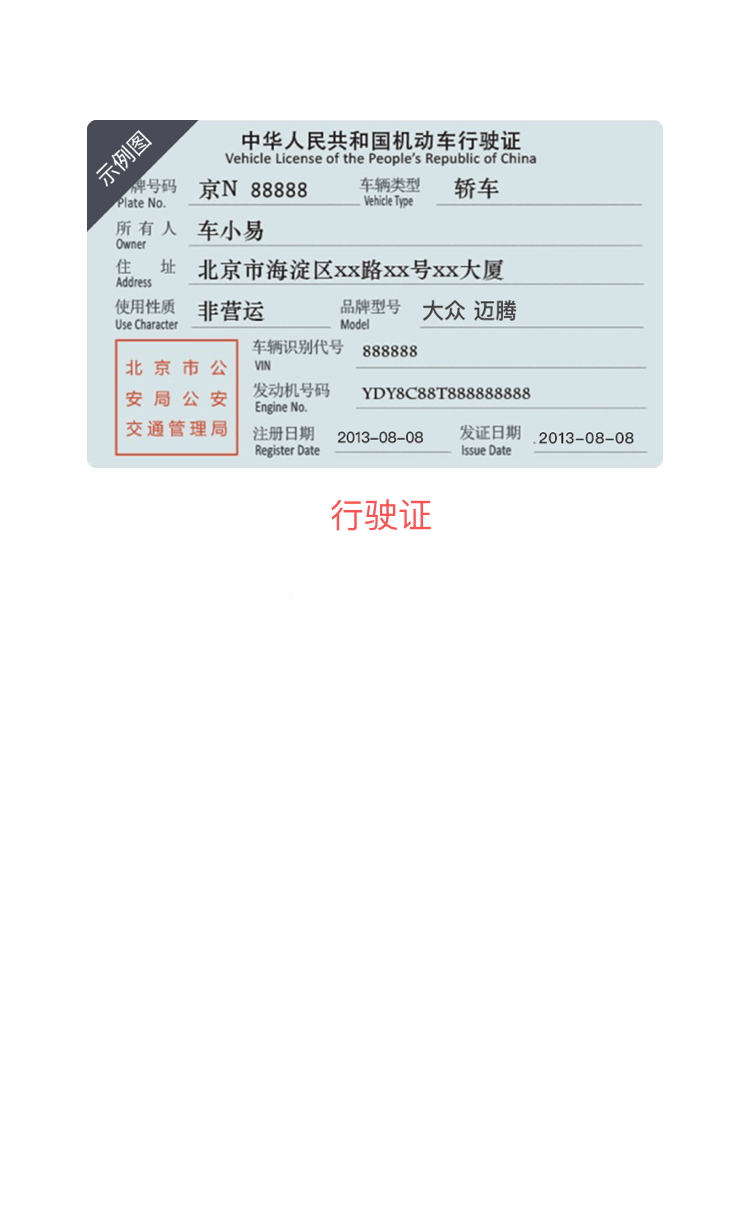 示例图
中华人民共和国机动车行驶证
Vehicle License of the People's Republic of China
牌号码 京N 88888 车辆类型 轿车
Plate No. Vehicle Type
所有人 车小易
Owner
住址 北京市海淀区xx路xx号xx大厦
Address
使用性质 非营运 品牌型号 大众 迈腾
Use Character Model
车辆识别代号 888888
VIN
发动机号码 YDY8C88T888888888
Engine No.
注册日期 2013-08-08 发证日期 2013-08-08
Register Date Issue Date
北京市公
安局公安
交通管理局
行驶证